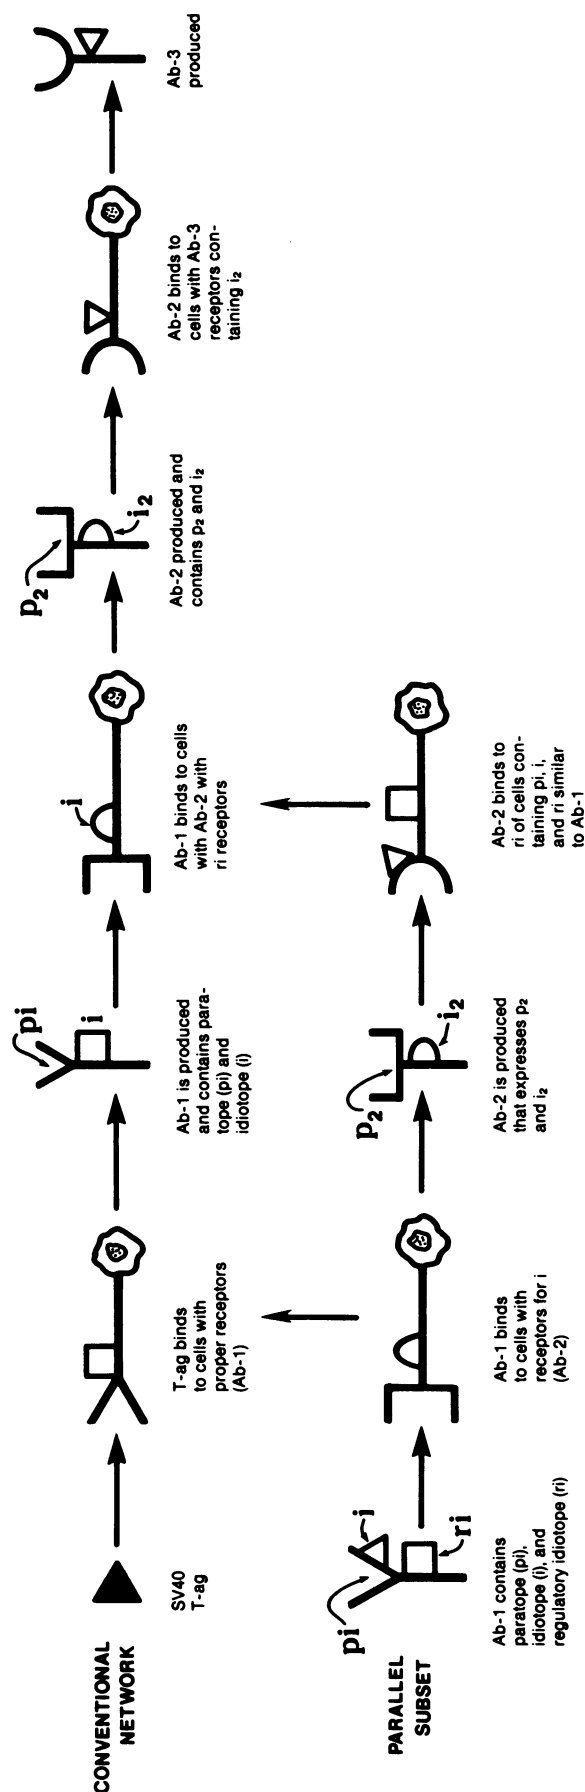 CONVENTIONAL
NETWORK
SV40
T-ag
T-ag binds
to cells with
proper receptors
(Ab-1)
pi
i
Ab-1 is produced
and contains para-
tope (pi) and
idiotope (i)
i
Ab-1 binds to cells
with Ab-2 with
ri receptors
p2
i2
Ab-2 produced and
contains p2 and i2
Ab-2 binds to
cells with Ab-3
receptors con-
taining i2
Ab-3
produced
PARALLEL
SUBSET
pi
i
ri
Ab-1 contains
paratope (pi),
idiotope (i), and
regulatory idiotope (ri)
Ab-1 binds
to cells with
receptors for i
(Ab-2)
p2
i2
Ab-2 is produced
that expresses p2
and i2
Ab-2 binds to
ri of cells con-
taining pi, i,
and ri similar
to Ab-1